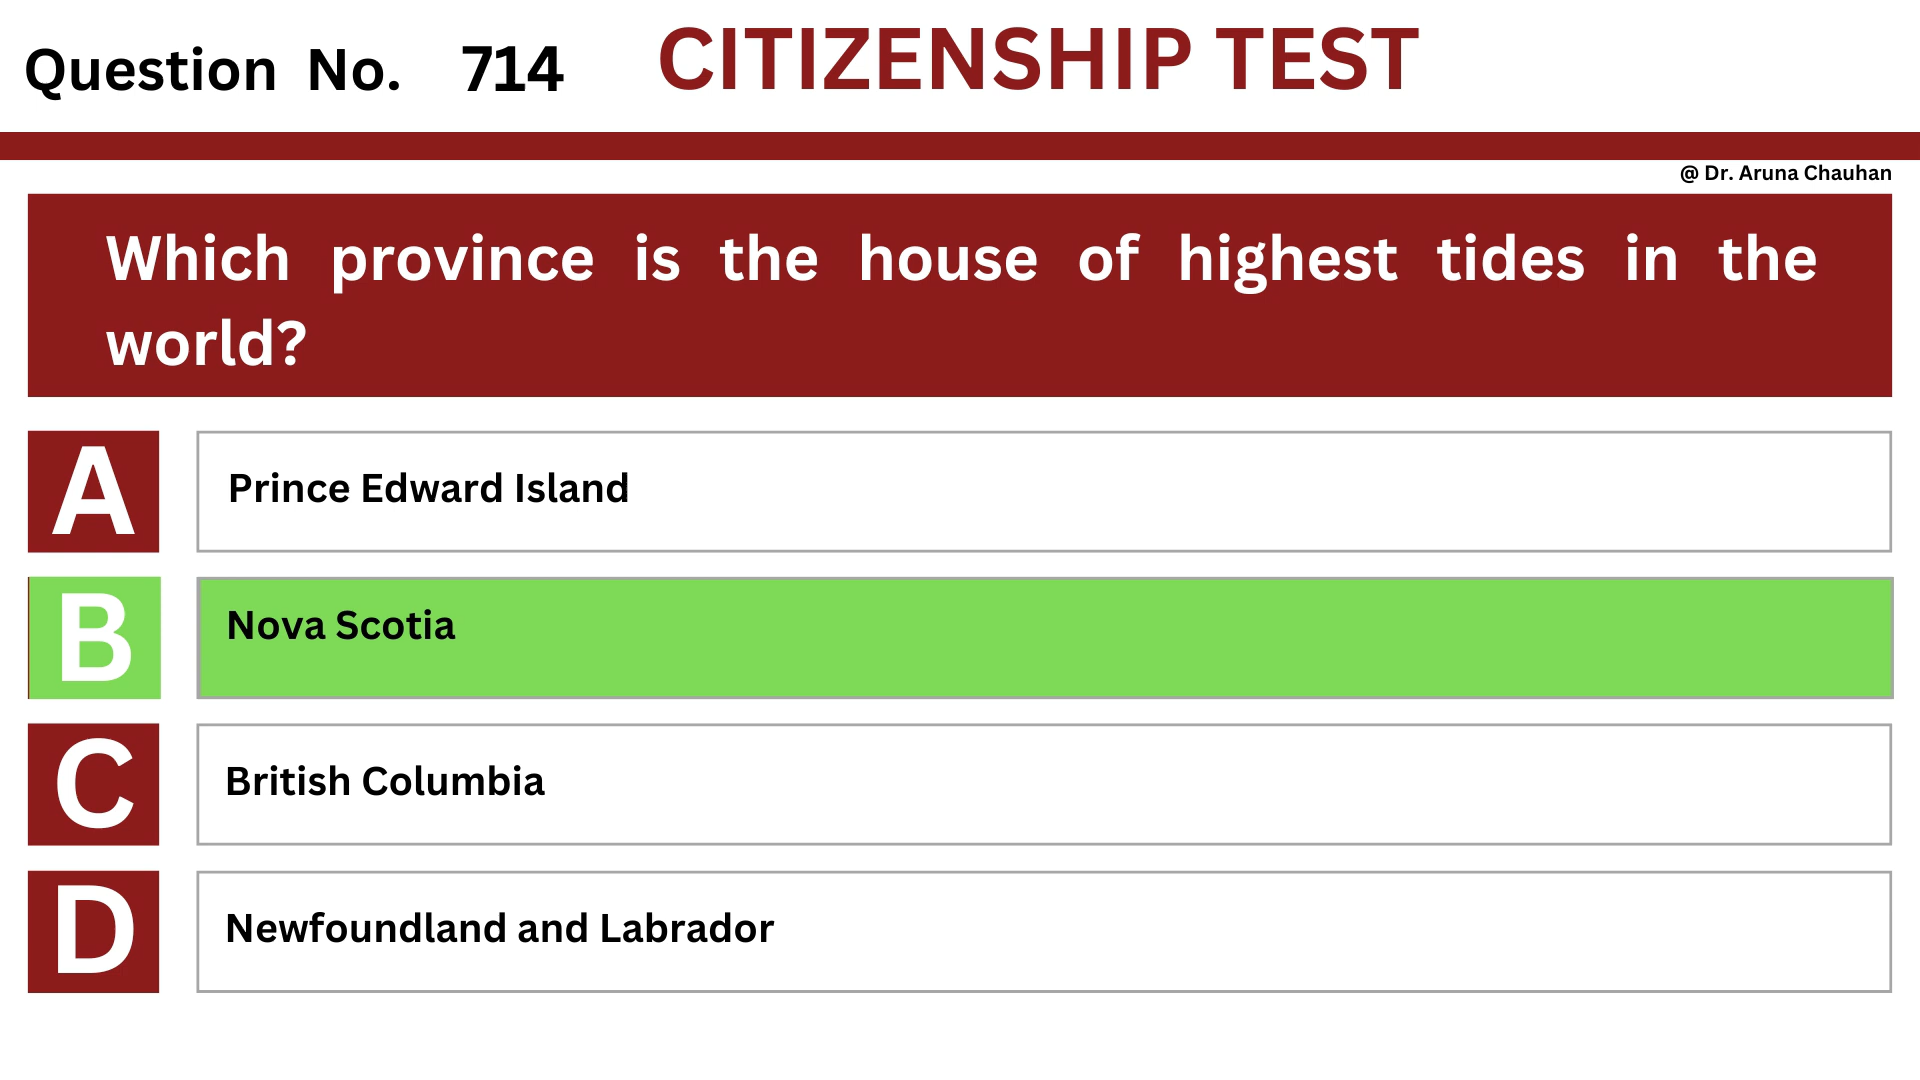 Question No. 714 CITIZENSHIP TEST
@ Dr. Aruna Chauhan
Which province is the house of highest tides in the
world?
A Prince Edward Island
B Nova Scotia
C British Columbia
D Newfoundland and Labrador